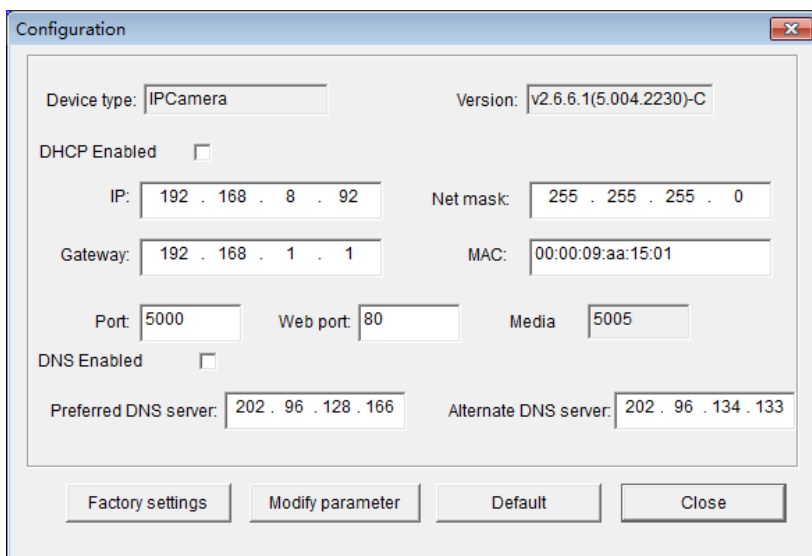 Configuration
Device type: IPCamera Version: v2.6.6.1(5.004.2230)-C
DHCP Enabled
IP: 192 . 168 . 8 . 92 Net mask: 255 . 255 . 255 . 0
Gateway: 192 . 168 . 1 . 1 MAC: 00:00:09:aa:15:01
Port: 5000 Web port: 80 Media 5005
DNS Enabled
Preferred DNS server: 202 . 96 . 128 . 166 Alternate DNS server: 202 . 96 . 134 . 133
Factory settings Modify parameter Default Close